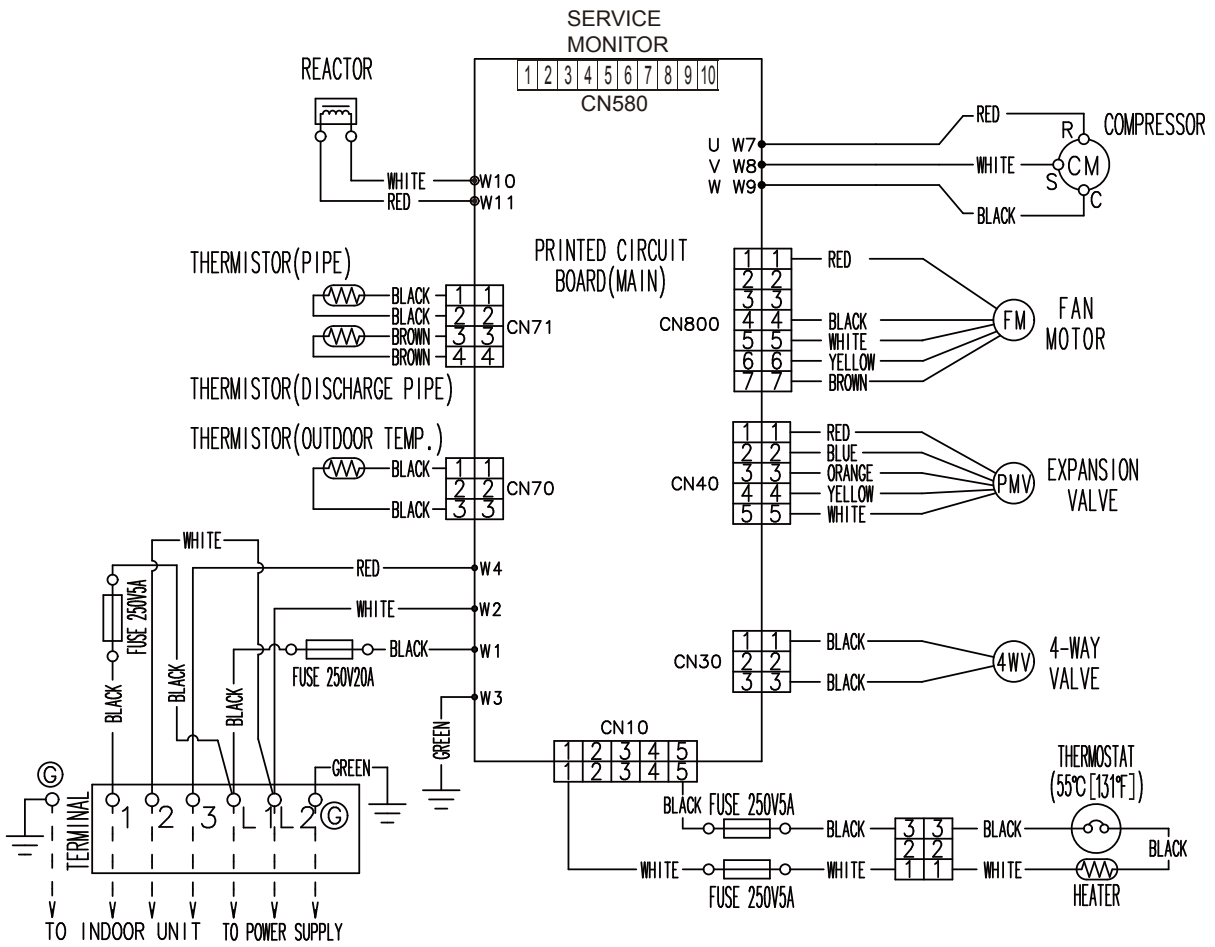 SERVICE
MONITOR
1 2 3 4 5 6 7 8 9 10
CN580
REACTOR
WHITE
W10
RED
W11
U W7
V W8
W W9
RED
WHITE
BLACK
R
S
C
CM
COMPRESSOR
PRINTED CIRCUIT
BOARD(MAIN)
THERMISTOR(PIPE)
BLACK 1 1
BLACK 2 2
BROWN 3 3
BROWN 4 4
CN71
THERMISTOR(DISCHARGE PIPE)
THERMISTOR(OUTDOOR TEMP.)
BLACK 1 1
2 2
BLACK 3 3
CN70
CN800
1 1 RED
2 2
3 3
4 4 BLACK
5 5 WHITE
6 6 YELLOW
7 7 BROWN
FM
FAN
MOTOR
CN40
1 1 RED
2 2 BLUE
3 3 ORANGE
4 4 YELLOW
5 5 WHITE
PMV
EXPANSION
VALVE
CN30
1 1 BLACK
2 2
3 3 BLACK
4WV
4-WAY
VALVE
WHITE
RED W4
WHITE W2
BLACK W1
FUSE 250V20A
W3
GREEN
FUSE 250V5A
BLACK
BLACK
BLACK
GREEN
G
TERMINAL
1 2 3 L 1 L 2 G
TO INDOOR UNIT
TO POWER SUPPLY
CN10
1 2 3 4 5
1 2 3 4 5
BLACK
FUSE 250V5A
BLACK
3 3
BLACK
2 2
WHITE
FUSE 250V5A
WHITE
1 1
WHITE
THERMOSTAT
(55℃[131℉])
BLACK
HEATER